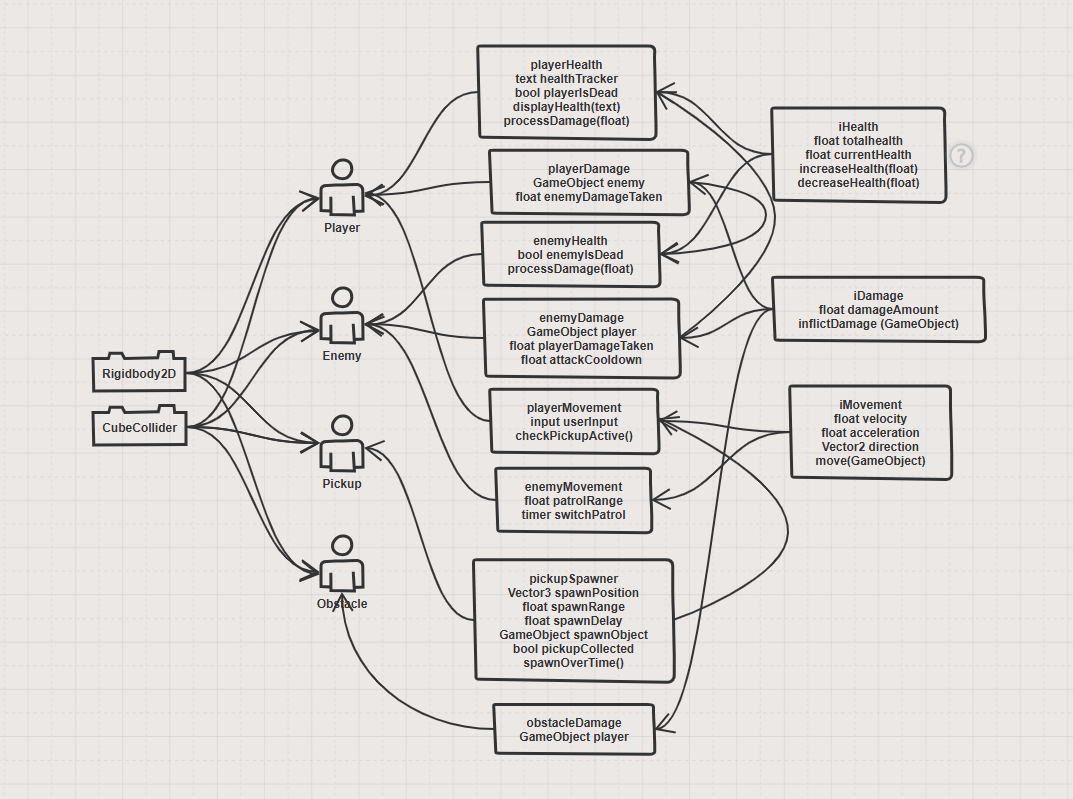 Rigidbody2D
CubeCollider
Player
Enemy
Pickup
Obstacle
playerHealth
text healthTracker
bool playerIsDead
displayHealth(text)
processDamage(float)
playerDamage
GameObject enemy
float enemyDamageTaken
enemyHealth
bool enemyIsDead
processDamage(float)
enemyDamage
GameObject player
float playerDamageTaken
float attackCooldown
playerMovement
input userInput
checkPickupActive()
enemyMovement
float patrolRange
timer switchPatrol
pickupSpawner
Vector3 spawnPosition
float spawnRange
float spawnDelay
GameObject spawnObject
bool pickupCollected
spawnOverTime()
obstacleDamage
GameObject player
iHealth
float totalhealth
float currentHealth
increaseHealth(float)
decreaseHealth(float)
?
iDamage
float damageAmount
inflictDamage (GameObject)
iMovement
float velocity
float acceleration
Vector2 direction
move(GameObject)